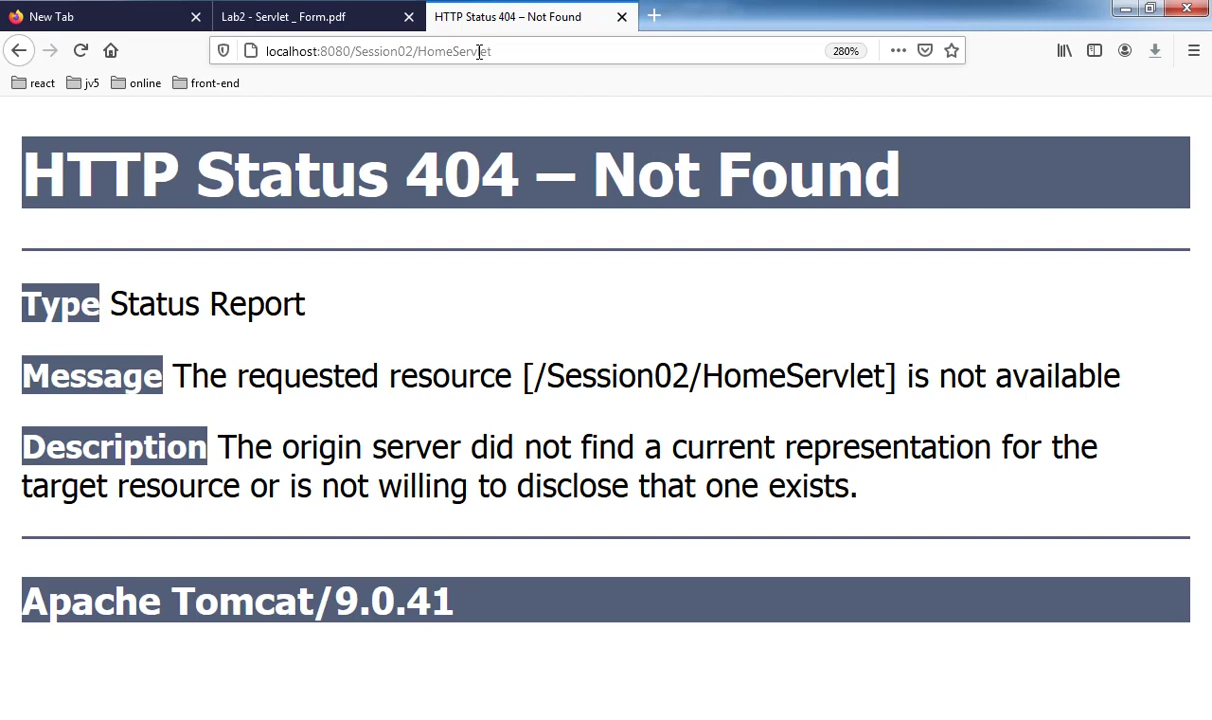 New Tab
Lab2 - Servlet _ Form.pdf
HTTP Status 404 – Not Found
localhost:8080/Session02/HomeServlet
280%
react
jv5
online
front-end
HTTP Status 404 – Not Found
Type Status Report
Message The requested resource [/Session02/HomeServlet] is not available
Description The origin server did not find a current representation for the
target resource or is not willing to disclose that one exists.
Apache Tomcat/9.0.41